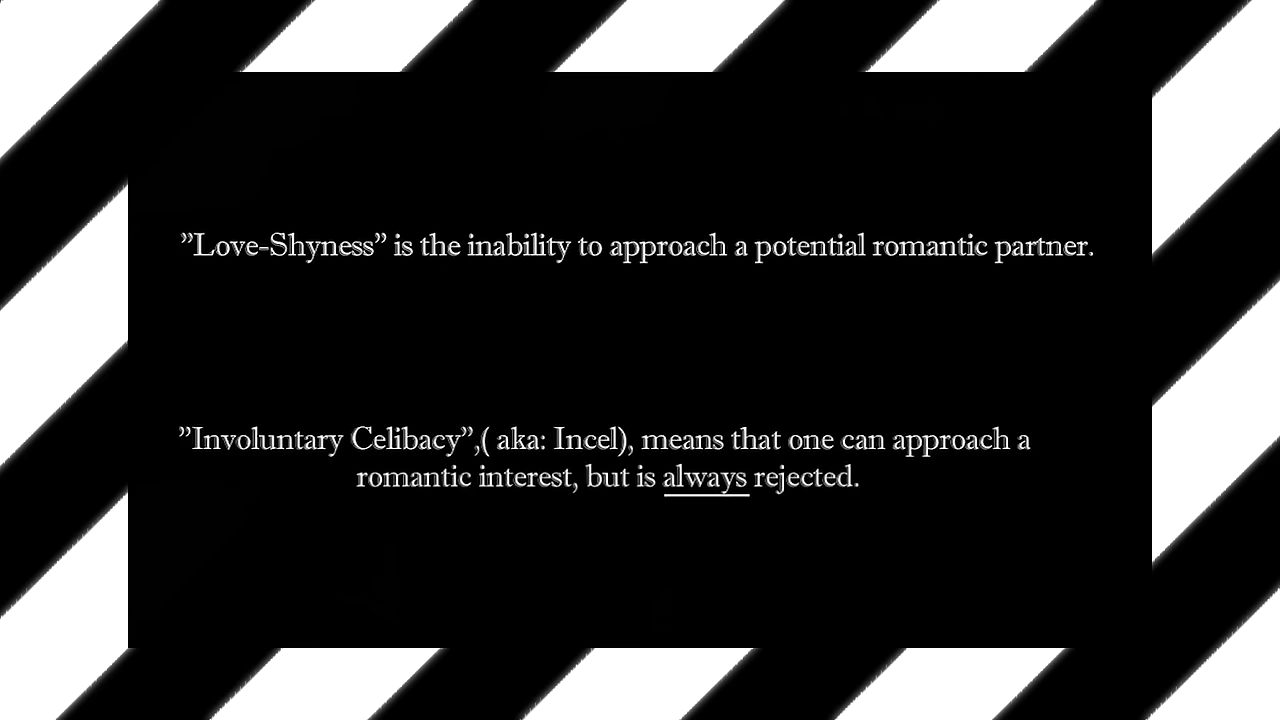 ”Love-Shyness” is the inability to approach a potential romantic partner.
”Involuntary Celibacy”,( aka: Incel), means that one can approach a
romantic interest, but is always rejected.